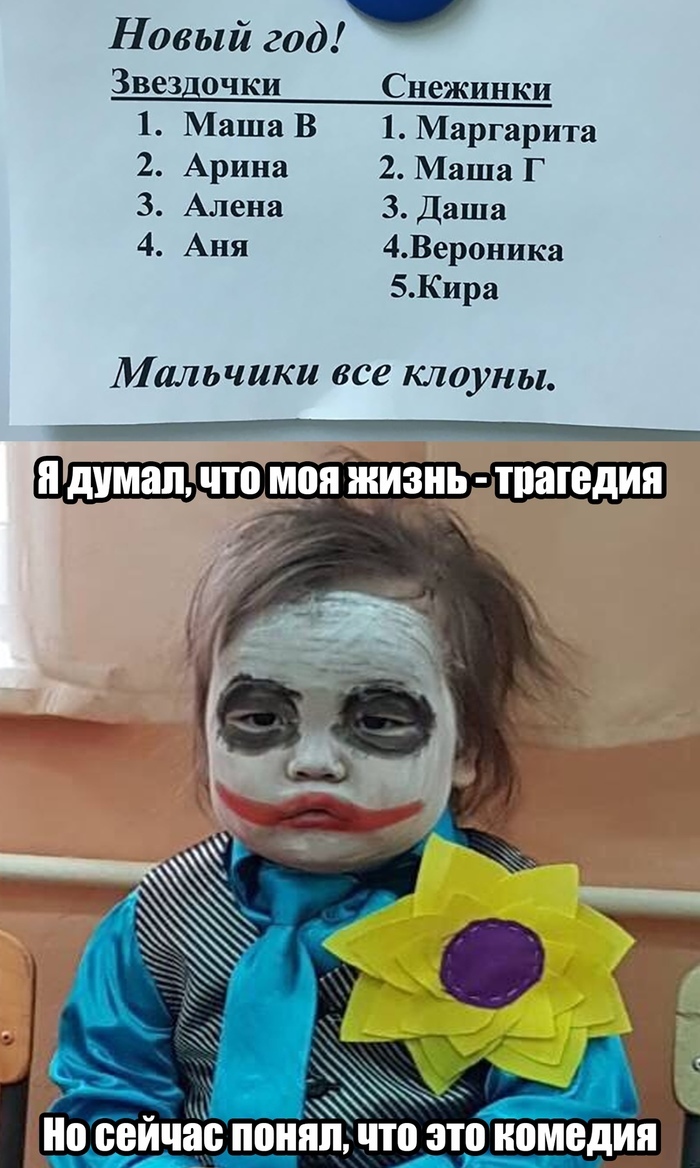 Новый год!
Звездочки Снежинки
1. Маша В 1. Маргарита
2. Арина 2. Маша Г
3. Алена 3. Даша
4. Аня 4.Вероника
5.Кира
Мальчики все клоуны.
Я думал, что моя жизнь - трагедия
Но сейчас понял, что это комедия